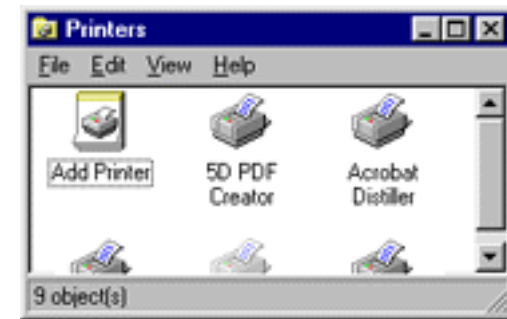 Printers
File Edit View Help
Add Printer 5D PDF Creator Acrobat Distiller
9 object(s)